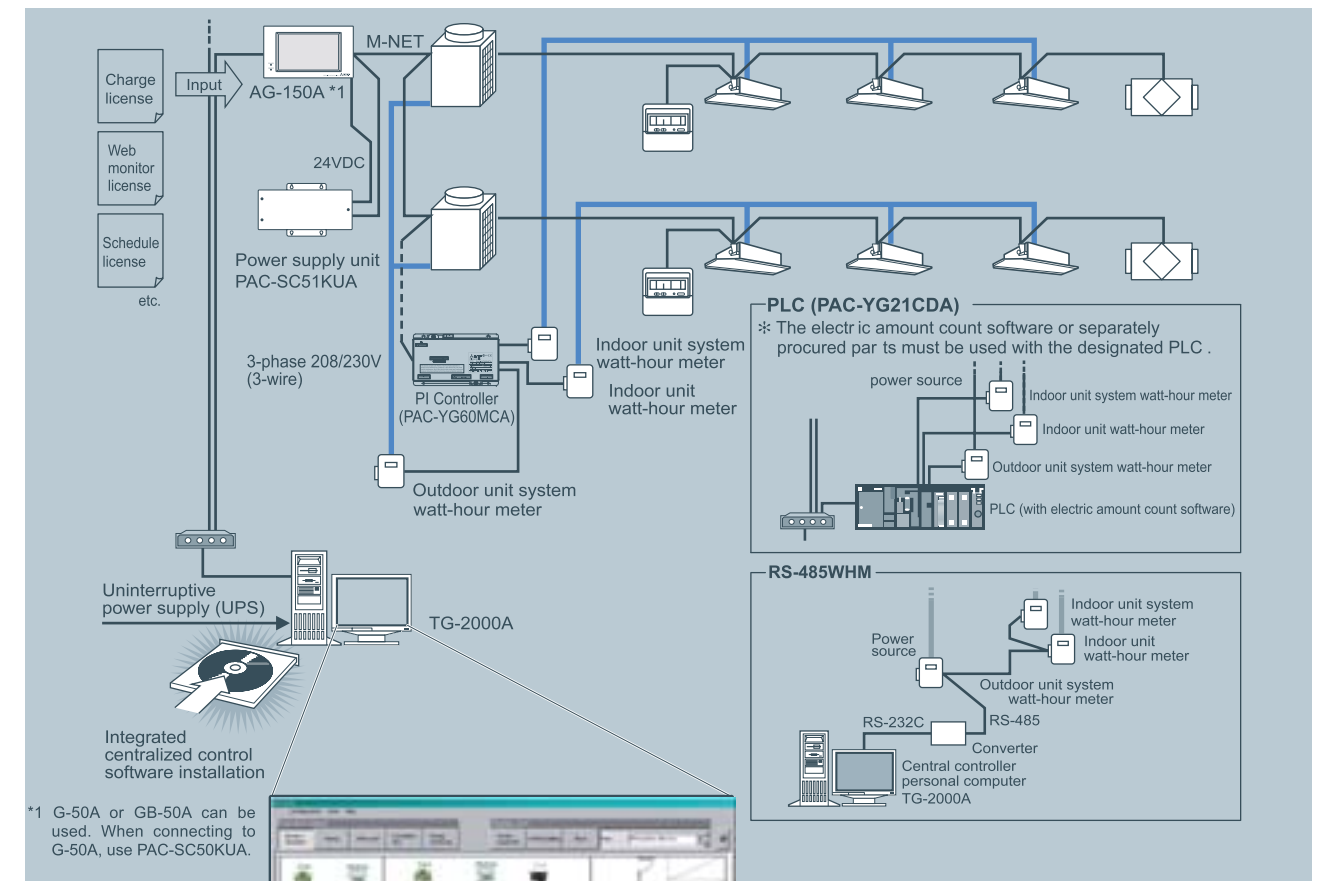 M-NET
Charge
license
Input
AG-150A *1
Web
monitor
license
24VDC
Schedule
license
etc.
Power supply unit
PAC-SC51KUA
3-phase 208/230V
(3-wire)
PI Controller
(PAC-YG60MCA)
Indoor unit system
watt-hour meter
Indoor unit
watt-hour meter
Outdoor unit system
watt-hour meter
PLC (PAC-YG21CDA)
✻ The electr ic amount count software or separately
procured par ts must be used with the designated PLC .
power source
Indoor unit system watt-hour meter
Indoor unit watt-hour meter
Outdoor unit system watt-hour meter
PLC (with electric amount count software)
RS-485WHM
Indoor unit system
watt-hour meter
Power
source
Indoor unit
watt-hour meter
Outdoor unit system
watt-hour meter
RS-232C
RS-485
Converter
Central controller
personal computer
TG-2000A
Uninterruptive
power supply (UPS)
TG-2000A
Integrated
centralized control
software installation
*1 G-50A or GB-50A can be
used. When connecting to
G-50A, use PAC-SC50KUA.